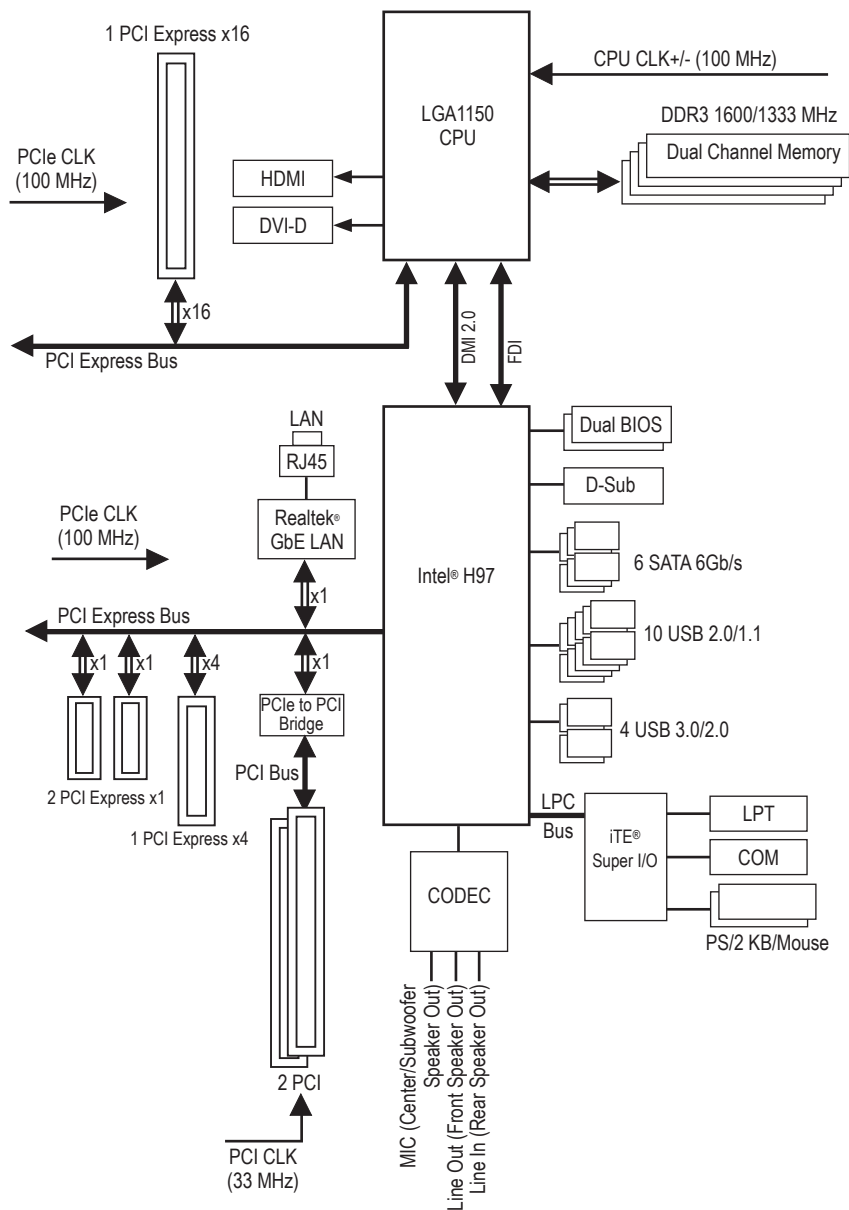 1 PCI Express x16
CPU CLK+/- (100 MHz)
LGA1150
CPU
DDR3 1600/1333 MHz
Dual Channel Memory
PCIe CLK
(100 MHz)
HDMI
DVI-D
x16
PCI Express Bus
DMI 2.0
FDI
LAN
RJ45
Dual BIOS
D-Sub
PCIe CLK
(100 MHz)
Realtek®
GbE LAN
Intel® H97
6 SATA 6Gb/s
x1
PCI Express Bus
10 USB 2.0/1.1
x1
x1
x4
x1
PCIe to PCI
Bridge
4 USB 3.0/2.0
PCI Bus
2 PCI Express x1
1 PCI Express x4
LPC
Bus
iTE®
Super I/O
LPT
COM
PS/2 KB/Mouse
CODEC
MIC (Center/Subwoofer
Speaker Out)
Line Out (Front Speaker Out)
Line In (Rear Speaker Out)
2 PCI
PCI CLK
(33 MHz)